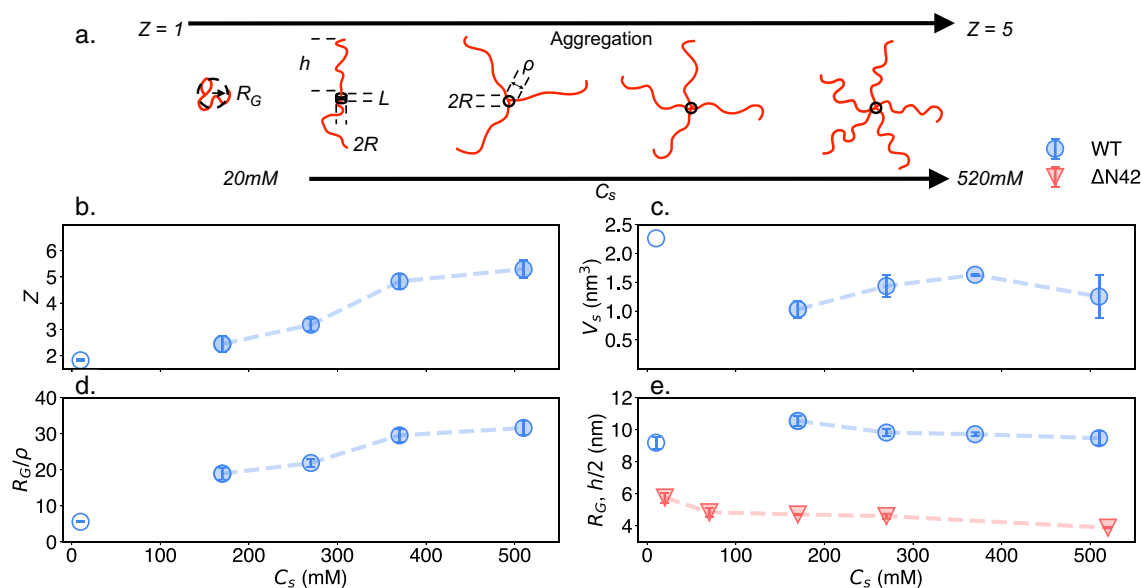 a.
Z = 1
Z = 5
Aggregation
R_G
h
L
2R
2R
ρ
20mM
C_s
520mM
WT
ΔN42
b.
Z
6
5
4
3
2
c.
V_s (nm³)
2.5
2.0
1.5
1.0
0.5
d.
R_G/ρ
40
30
20
10
0
0 100 200 300 400 500
C_s (mM)
e.
R_G, h/2 (nm)
12
10
8
6
4
0 100 200 300 400 500
C_s (mM)